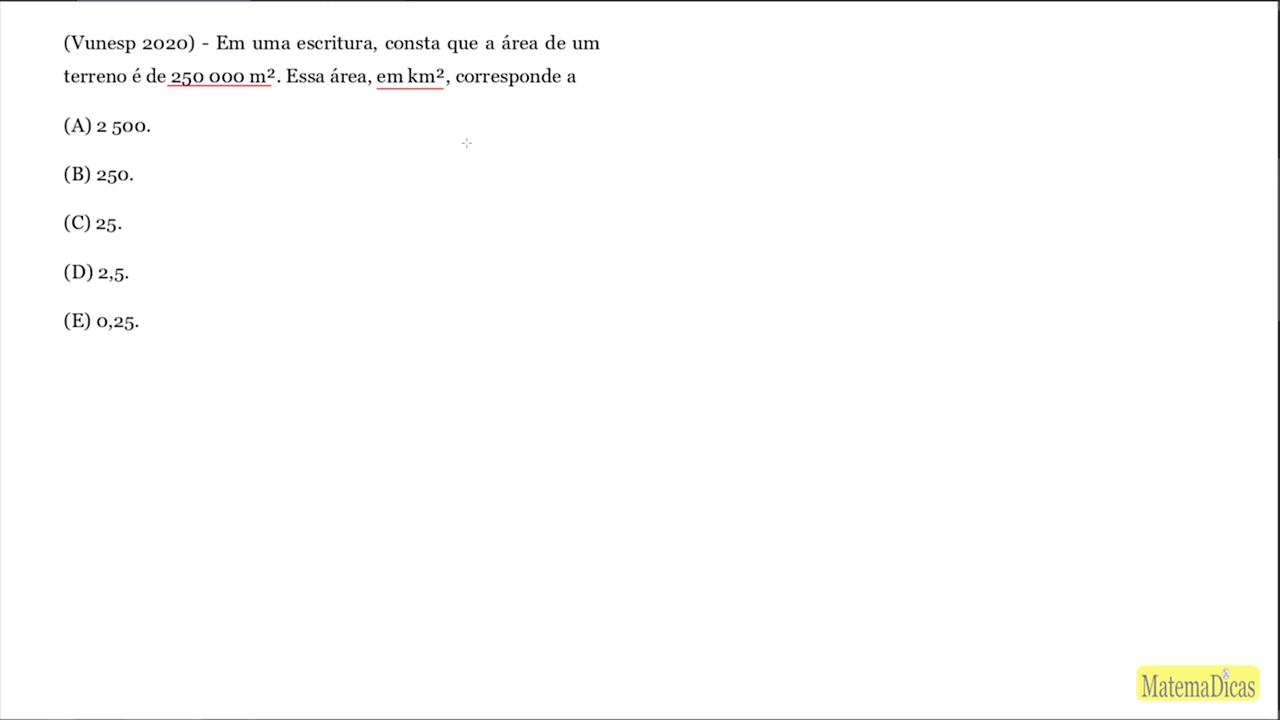 (Vunesp 2020) - Em uma escritura, consta que a área de um
terreno é de 250 000 m². Essa área, em km², corresponde a
(A) 2 500.
(B) 250.
(C) 25.
(D) 2,5.
(E) 0,25.
MatemaDicas